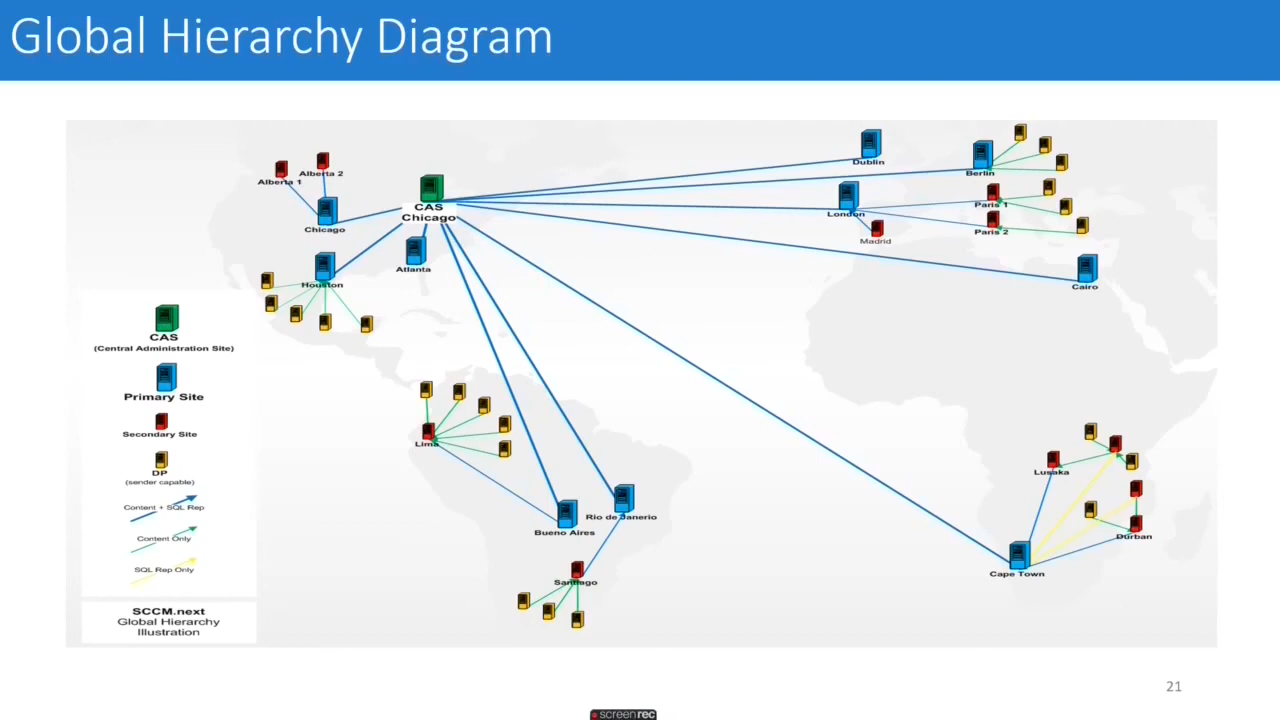 Global Hierarchy Diagram
Alberta 1
Alberta 2
CAS
Chicago
Chicago
Atlanta
Houston
Dublin
Berlin
London
Paris 1
Paris 2
Madrid
Cairo
CAS
(Central Administration Site)
Primary Site
Secondary Site
DP
(sender capable)
Content + SQL Rep
Content Only
SQL Rep Only
SCCM.next
Global Hierarchy
Illustration
Lima
Bueno Aires
Rio de Janerio
Santiago
Lusaka
Durban
Cape Town
21
screenrec